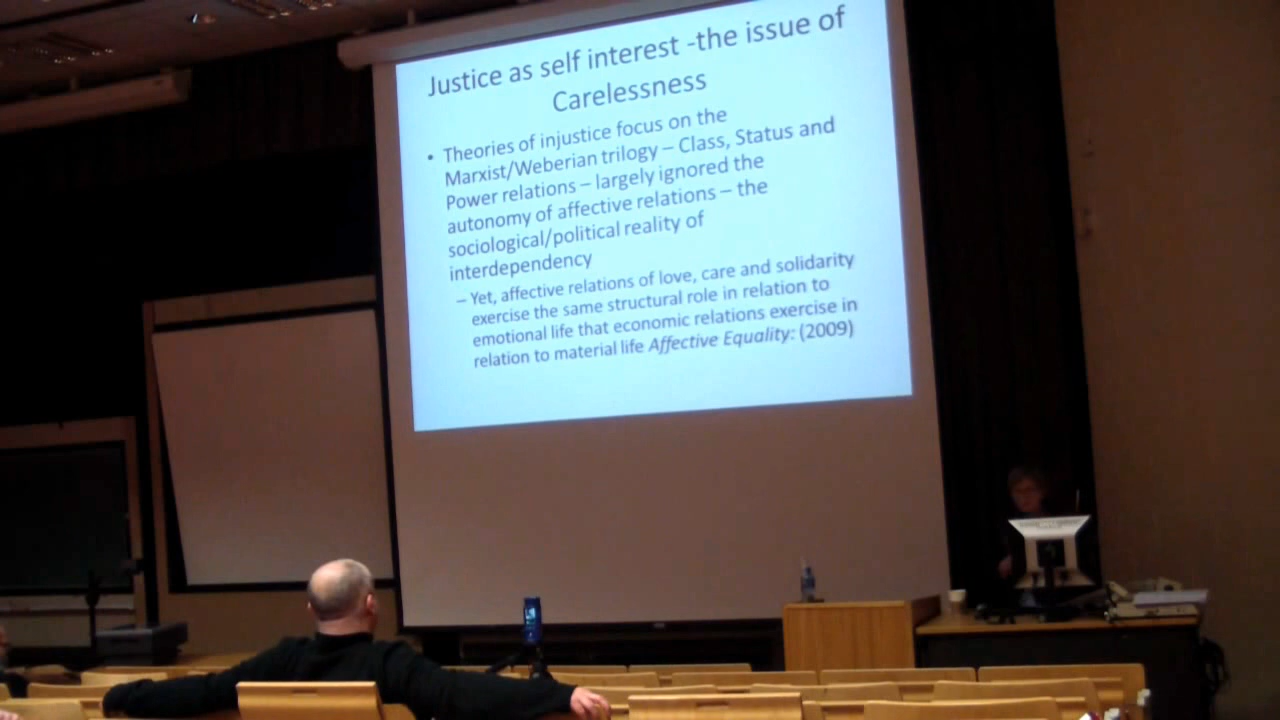 Justice as self interest -the issue of
Carelessness
• Theories of injustice focus on the
Marxist/Weberian trilogy – Class, Status and
Power relations – largely ignored the
autonomy of affective relations – the
sociological/political reality of
interdependency
– Yet, affective relations of love, care and solidarity
exercise the same structural role in relation to
emotional life that economic relations exercise in
relation to material life Affective Equality: (2009)